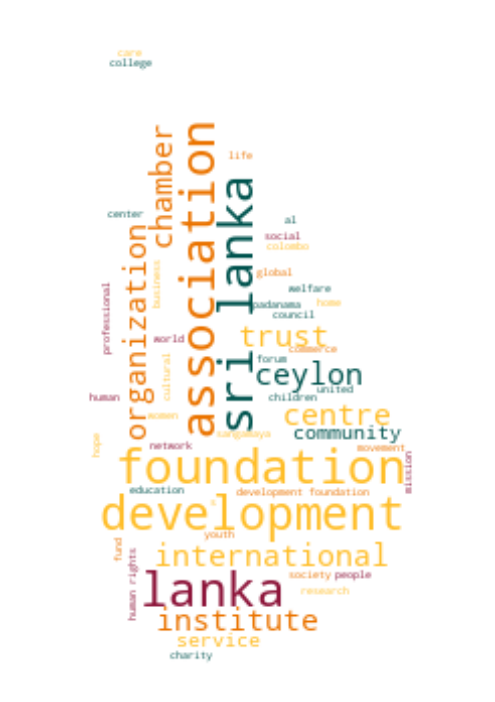 care
college
chamber
association
life
sri lanka
center
organization
al
social
colombo
business
global
professional
welfare
padanama
home
council
world
trust
commerce
forum
ceylon
cultural
united
human
children
women
centre
sangamaya
community
hope
network
movement
foundation
mission
education
development foundation
development
youth
fund
international
human rights
lanka
society
people
research
institute
service
charity